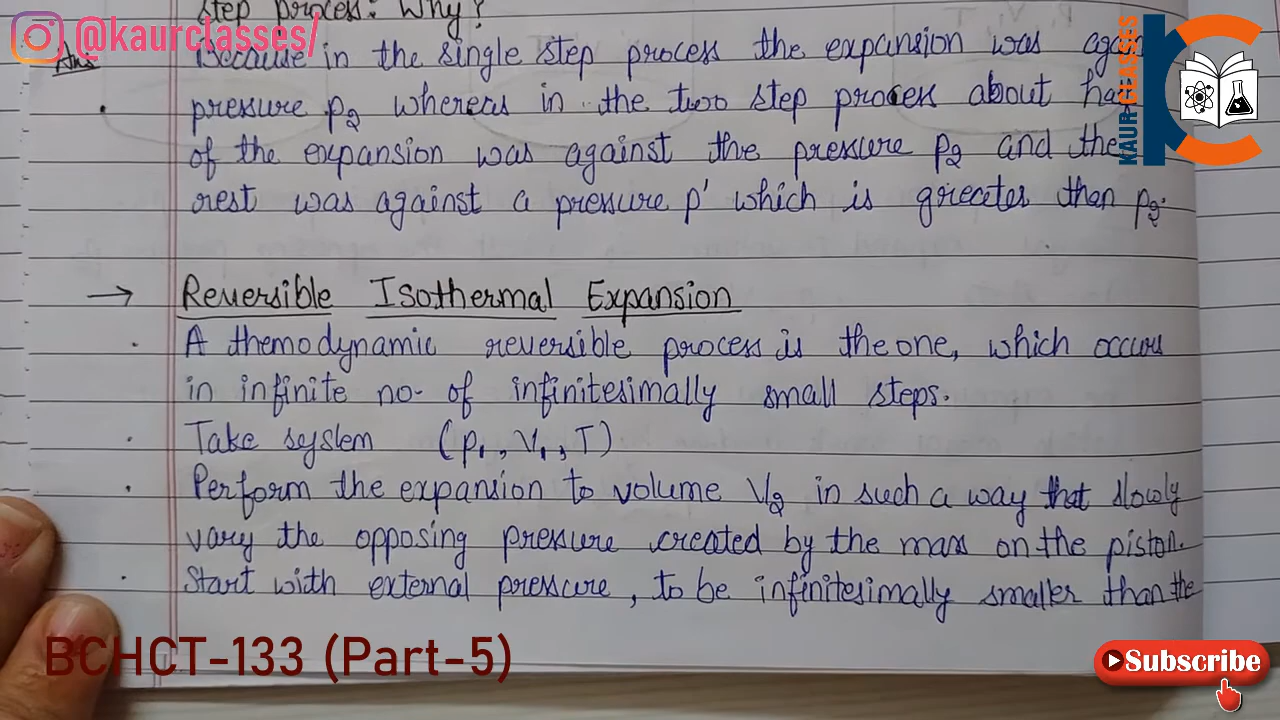 step process. Why?
@kaurclasses/
Ans Because in the single step process the expansion was again
pressure p2 whereas in the two step process about
of the expansion was against the pressure p2 and the
rest was against a pressure p' which is greater than p2.
KAUR CLASSES
→ Reversible Isothermal Expansion
· A themodynamic reversible process is the one, which occurs
in infinite no. of infinitesimally small steps.
· Take system (p1, V1, T)
· Perform the expansion to volume V2 in such a way that slowly
vary the opposing pressure created by the mass on the piston.
· Start with external pressure, to be infinitesimally smaller than the
BCHCT-133 (Part-5)
Subscribe